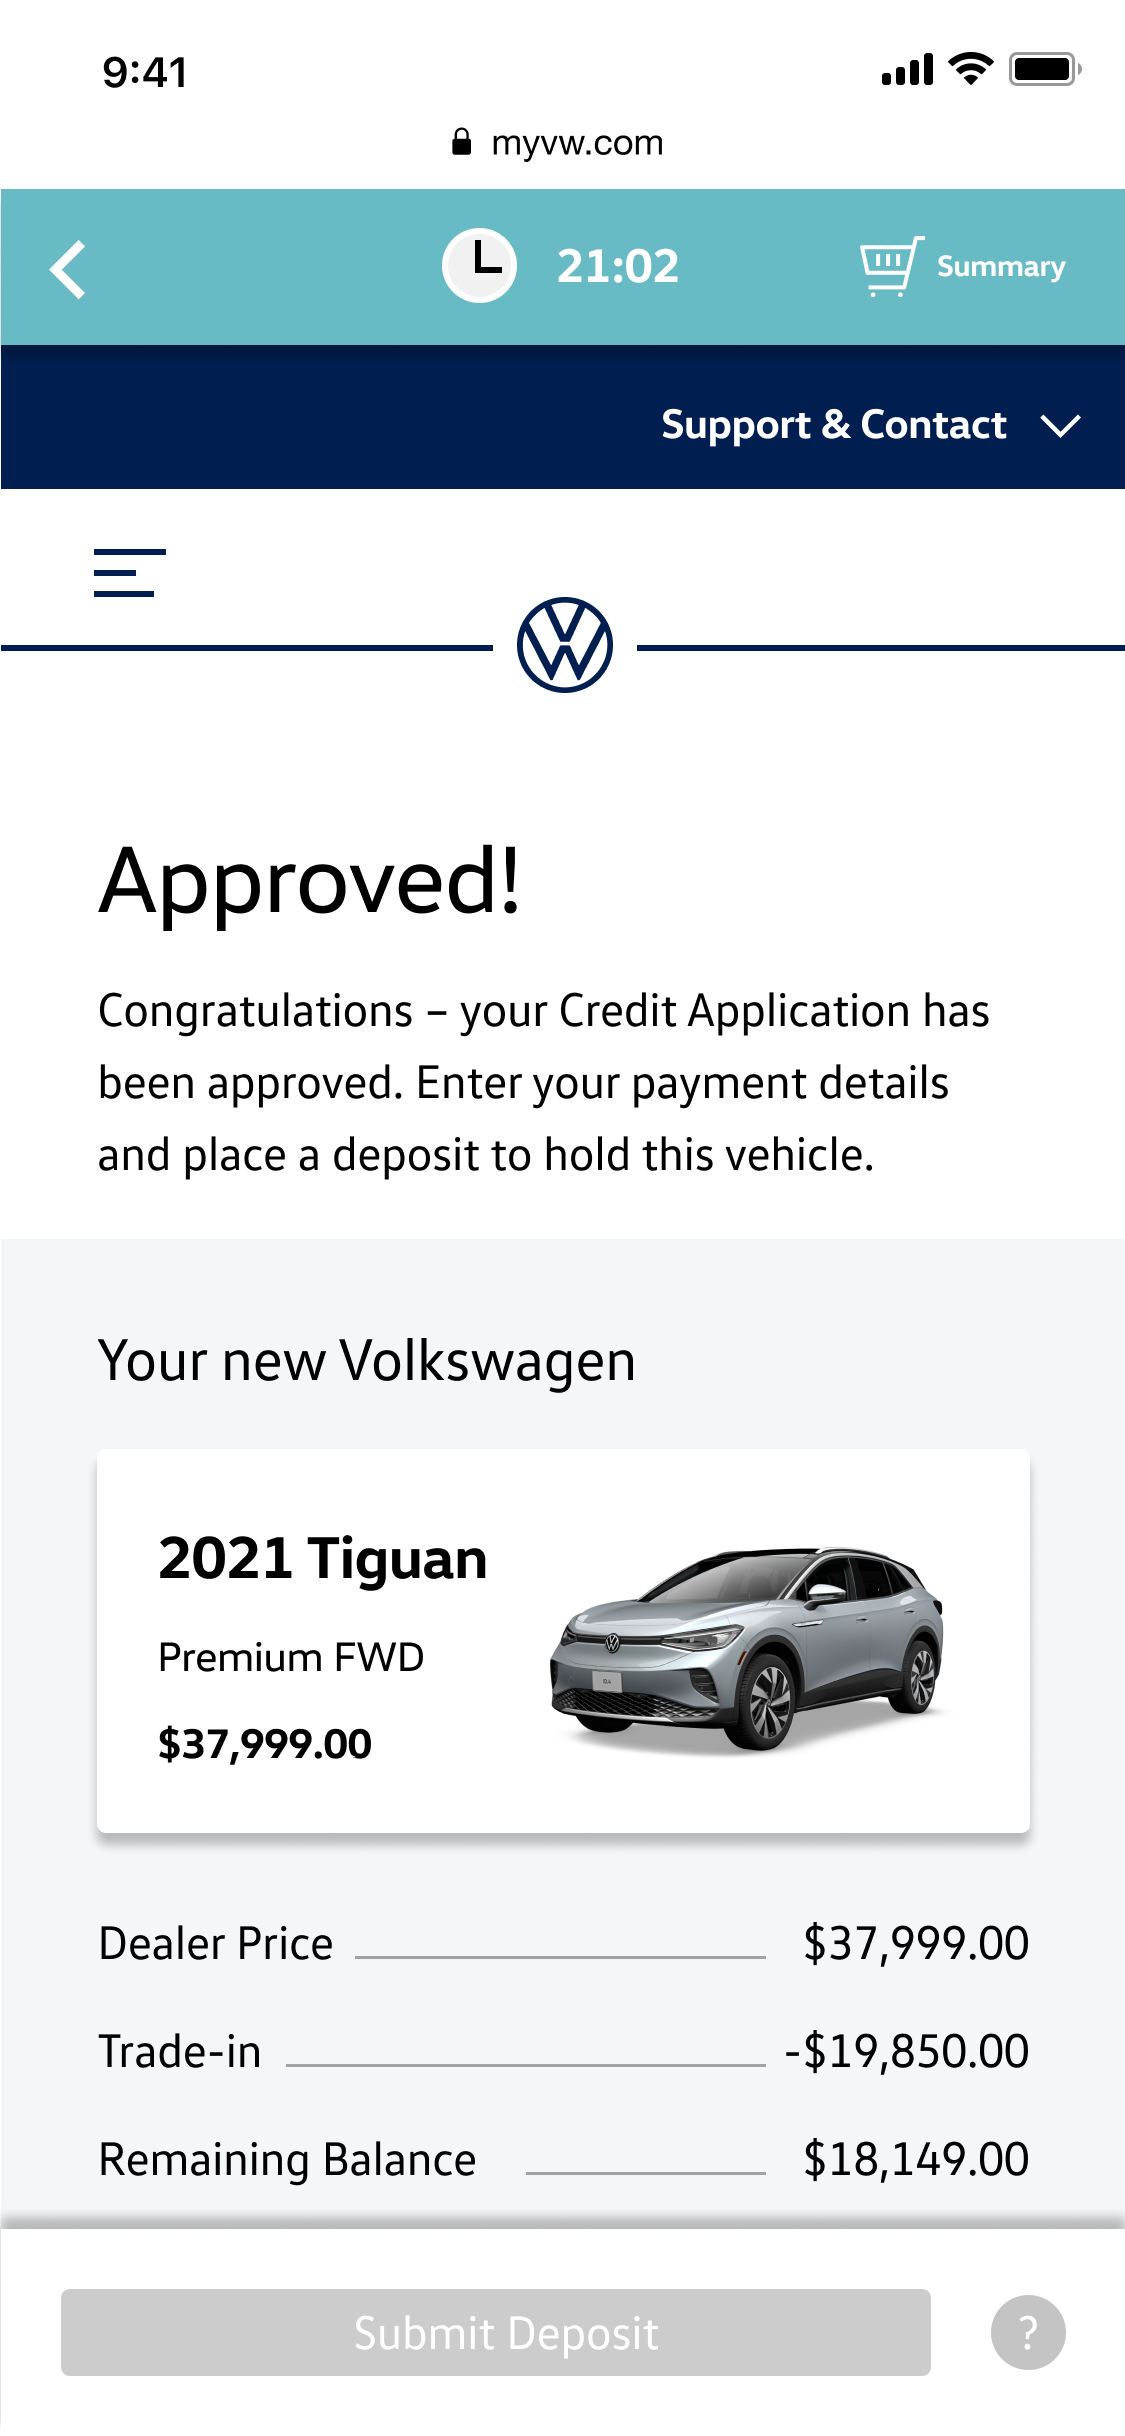 9:41
myvw.com
21:02
Summary
Support & Contact
Approved!
Congratulations – your Credit Application has
been approved. Enter your payment details
and place a deposit to hold this vehicle.
Your new Volkswagen
2021 Tiguan
Premium FWD
$37,999.00
Dealer Price $37,999.00
Trade-in -$19,850.00
Remaining Balance $18,149.00
Submit Deposit
?